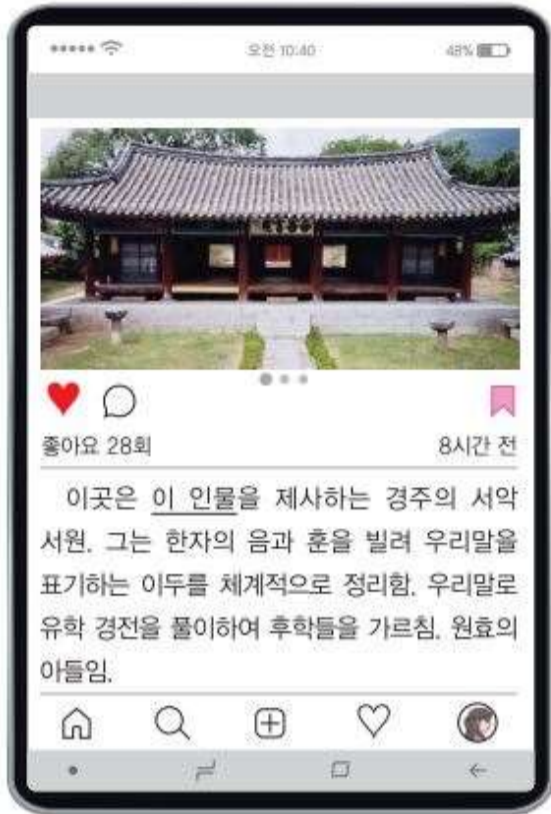 오전 10:40
48%
좋아요 28회
8시간 전
이곳은 이 인물을 제사하는 경주의 서악
서원. 그는 한자의 음과 훈을 빌려 우리말을
표기하는 이두를 체계적으로 정리함. 우리말로
유학 경전을 풀이하여 후학들을 가르침. 원효의
아들임.